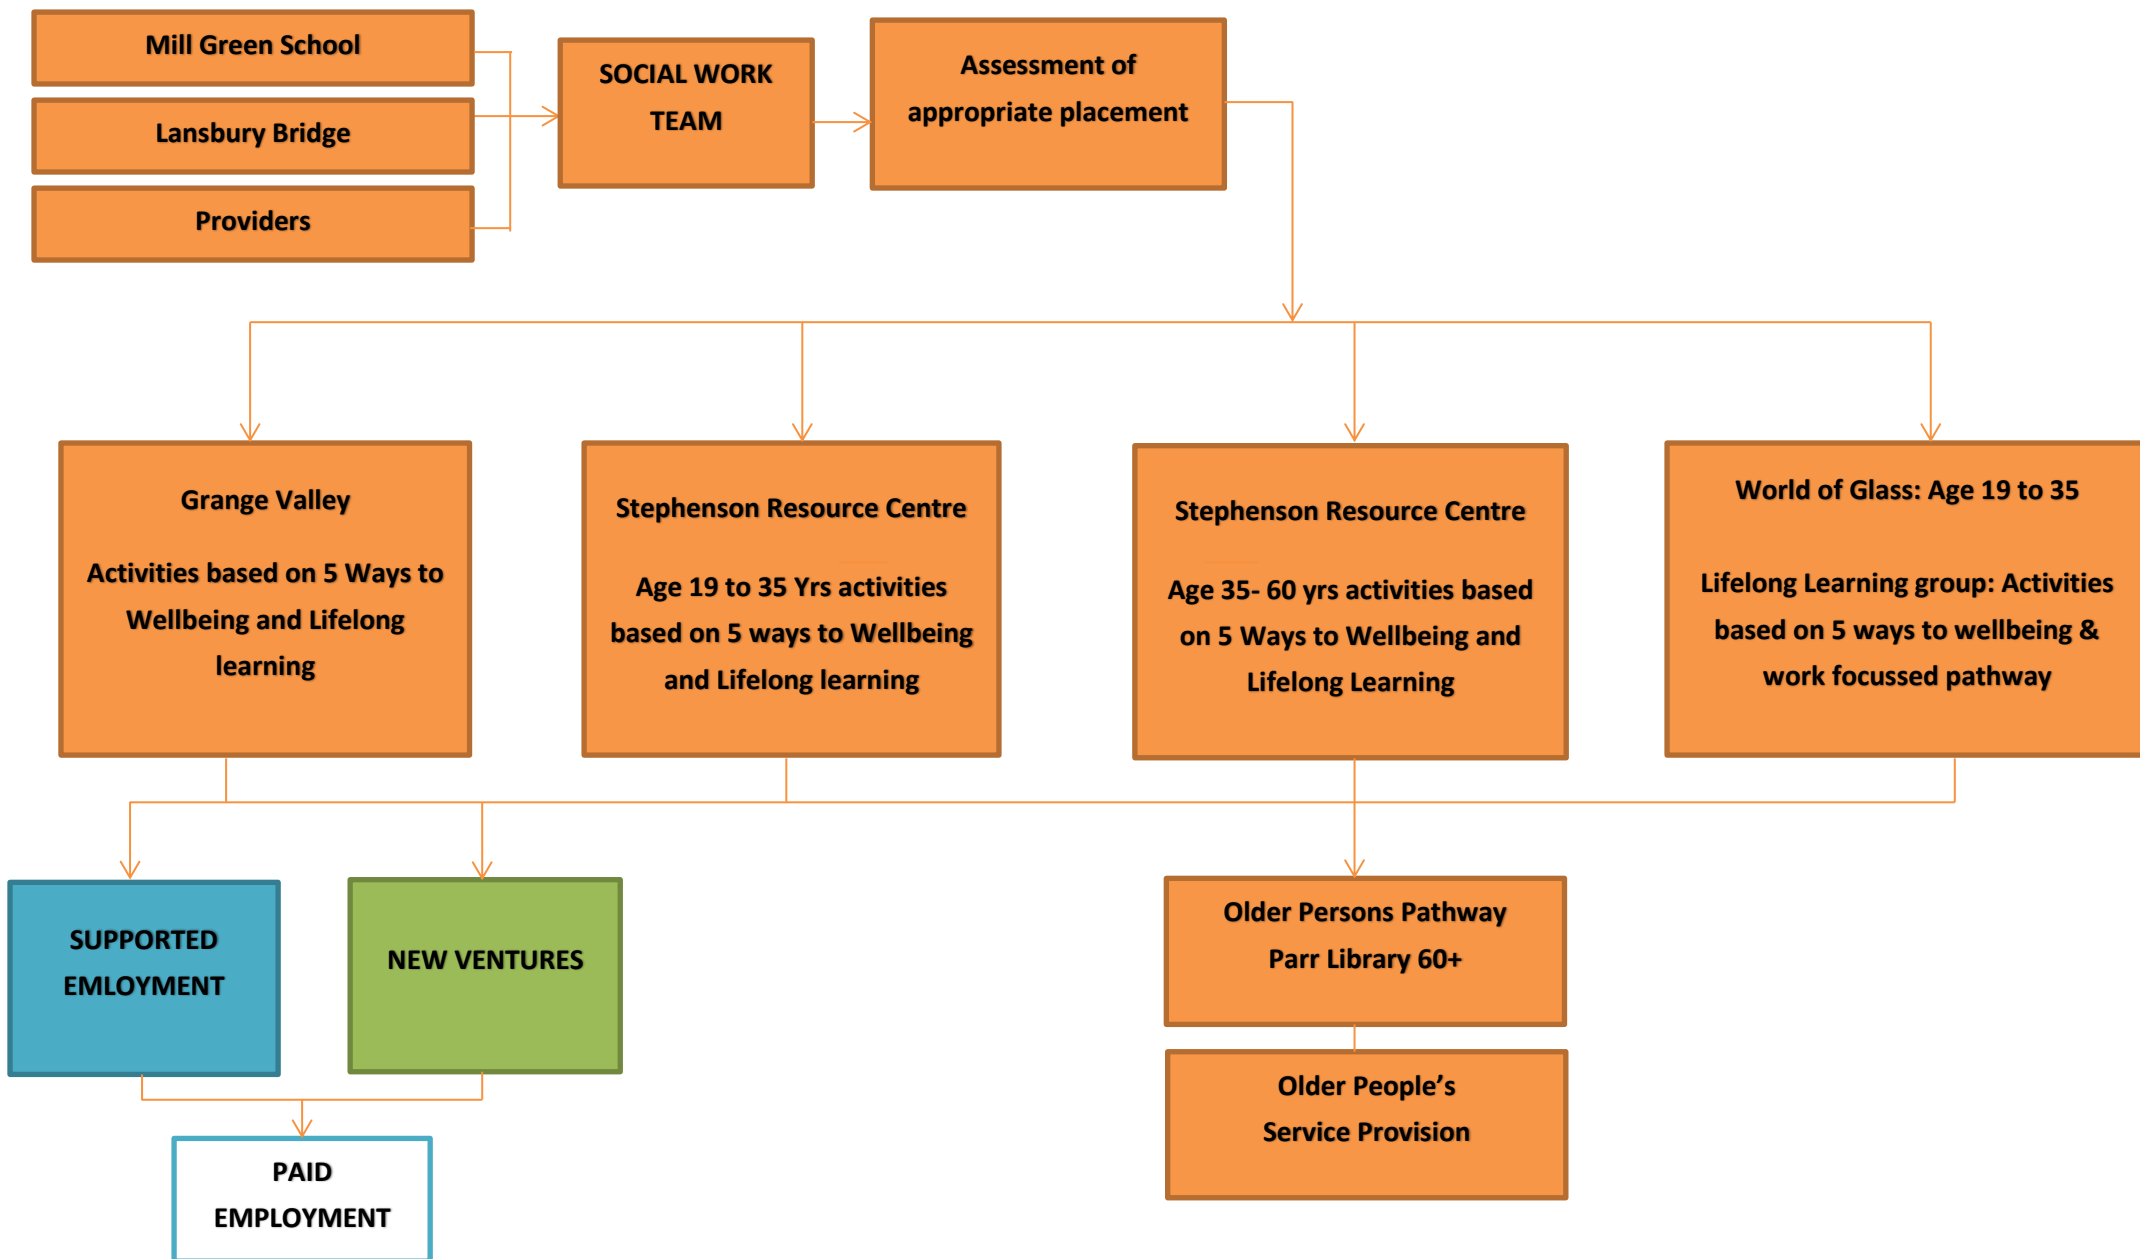 Mill Green School
Lansbury Bridge
Providers
SOCIAL WORK
TEAM
Assessment of
appropriate placement
Grange Valley
Activities based on 5 Ways to
Wellbeing and Lifelong
learning
Stephenson Resource Centre
Age 19 to 35 Yrs activities
based on 5 ways to Wellbeing
and Lifelong learning
Stephenson Resource Centre
Age 35- 60 yrs activities based
on 5 Ways to Wellbeing and
Lifelong Learning
World of Glass: Age 19 to 35
Lifelong Learning group: Activities
based on 5 ways to wellbeing &
work focussed pathway
SUPPORTED
EMLOYMENT
NEW VENTURES
Older Persons Pathway
Parr Library 60+
Older People’s
Service Provision
PAID
EMPLOYMENT